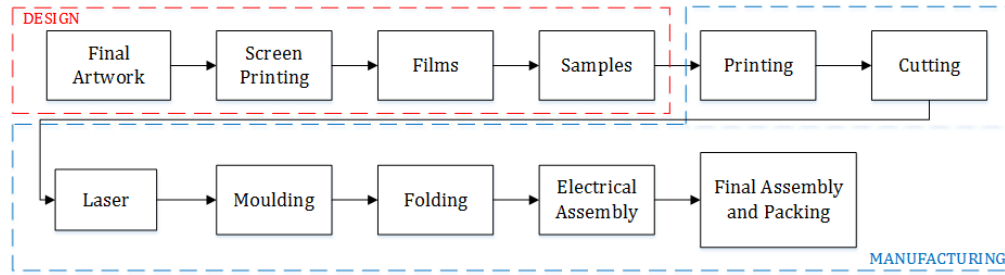 DESIGN
Final
Artwork
Screen
Printing
Films
Samples
Printing
Cutting
Laser
Moulding
Folding
Electrical
Assembly
Final Assembly
and Packing
MANUFACTURING